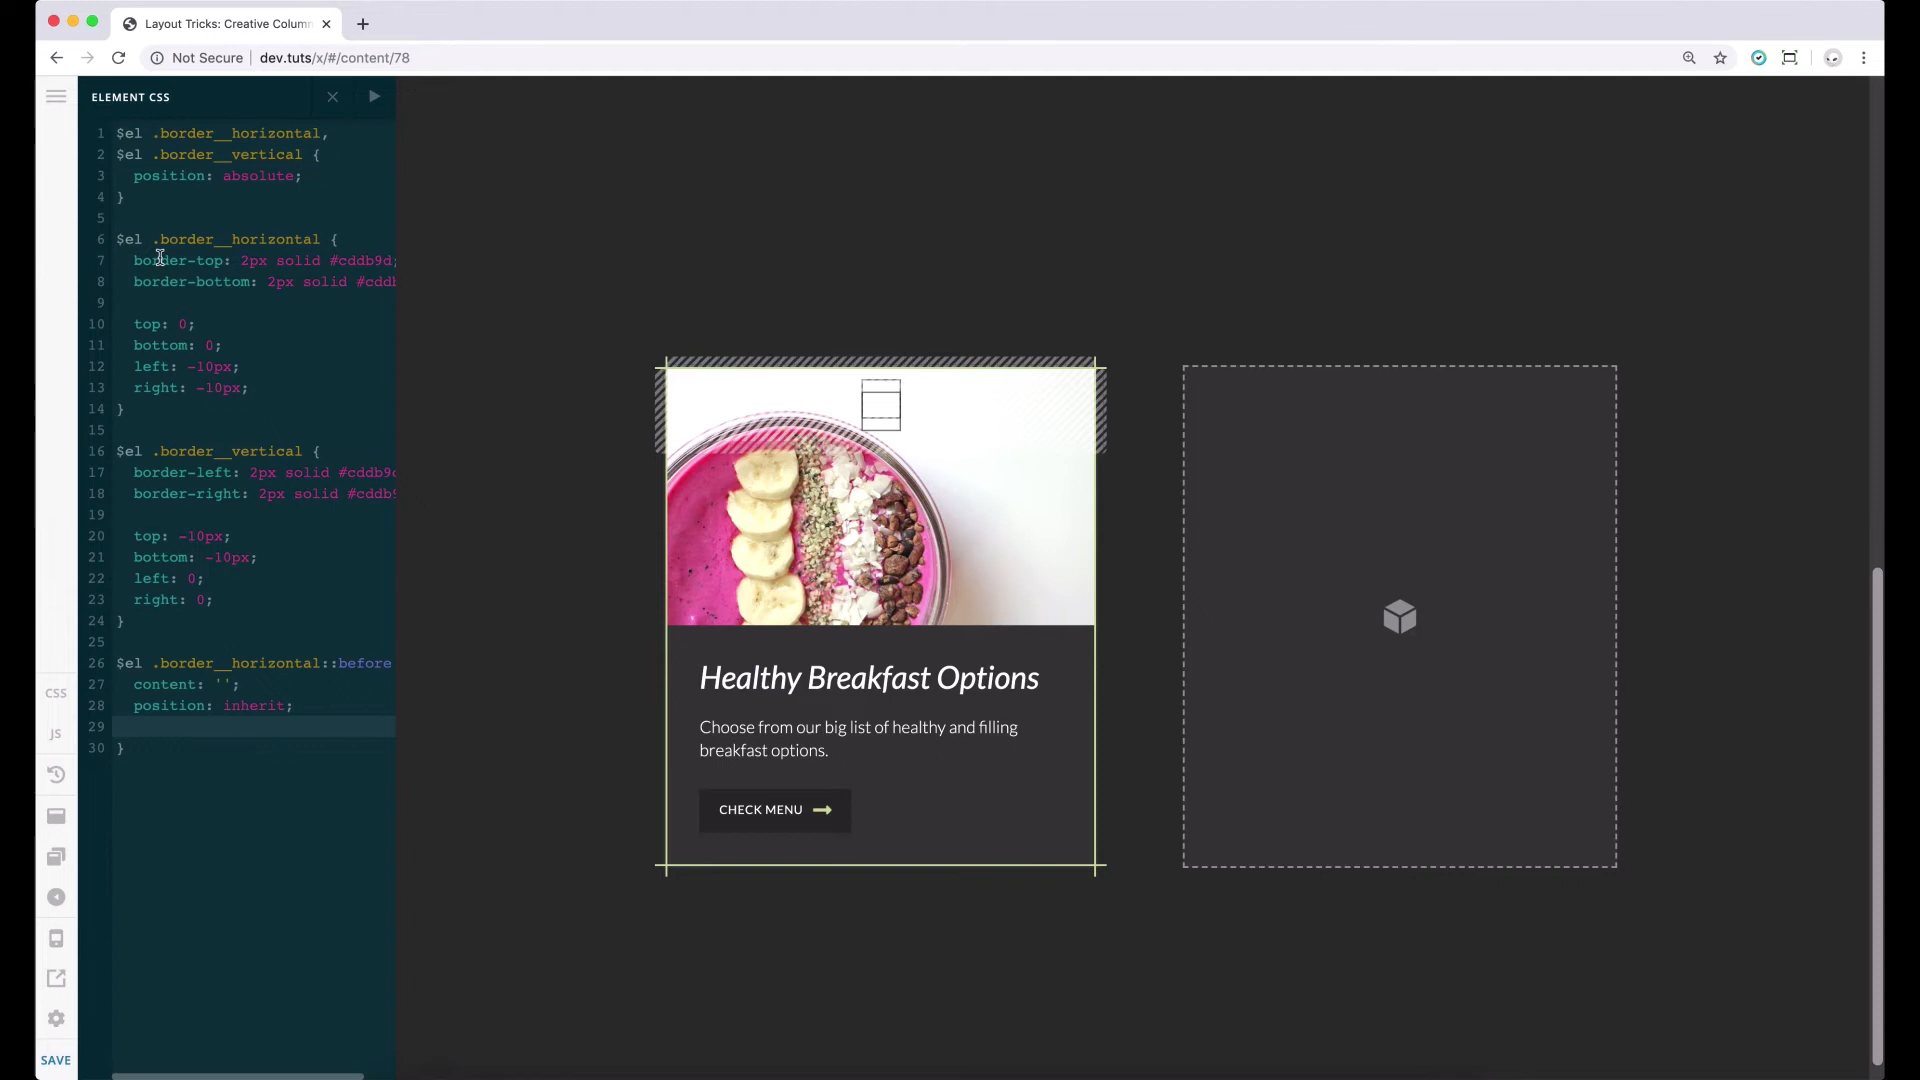 Layout Tricks: Creative Colum
Not Secure | dev.tuts/x/#/content/78
ELEMENT CSS
1 $el .border__horizontal,
2 $el .border__vertical {
3 position: absolute;
4 }
5
6 $el .border__horizontal {
7 border-top: 2px solid #cddb9d;
8 border-bottom: 2px solid #cddb
9
10 top: 0;
11 bottom: 0;
12 left: -10px;
13 right: -10px;
14 }
15
16 $el .border__vertical {
17 border-left: 2px solid #cddb9d
18 border-right: 2px solid #cddb9
19
20 top: -10px;
21 bottom: -10px;
22 left: 0;
23 right: 0;
24 }
25
26 $el .border__horizontal::before
27 content: '';
28 position: inherit;
29
30 }
CSS
JS
SAVE
Healthy Breakfast Options
Choose from our big list of healthy and filling
breakfast options.
CHECK MENU